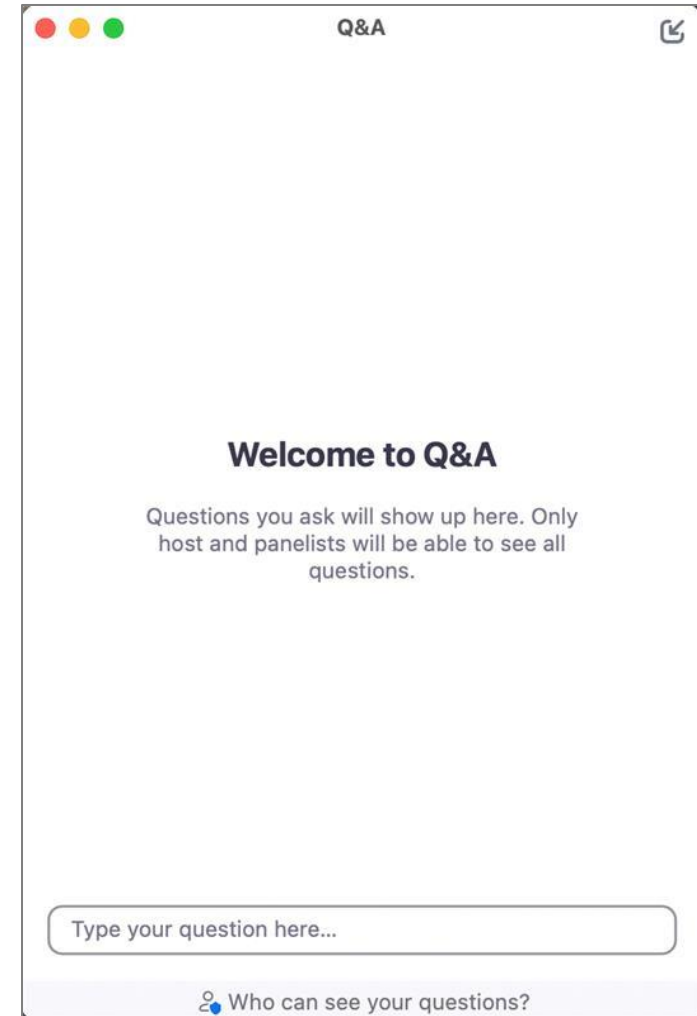 Q&A
Welcome to Q&A
Questions you ask will show up here. Only
host and panelists will be able to see all
questions.
Type your question here...
Who can see your questions?